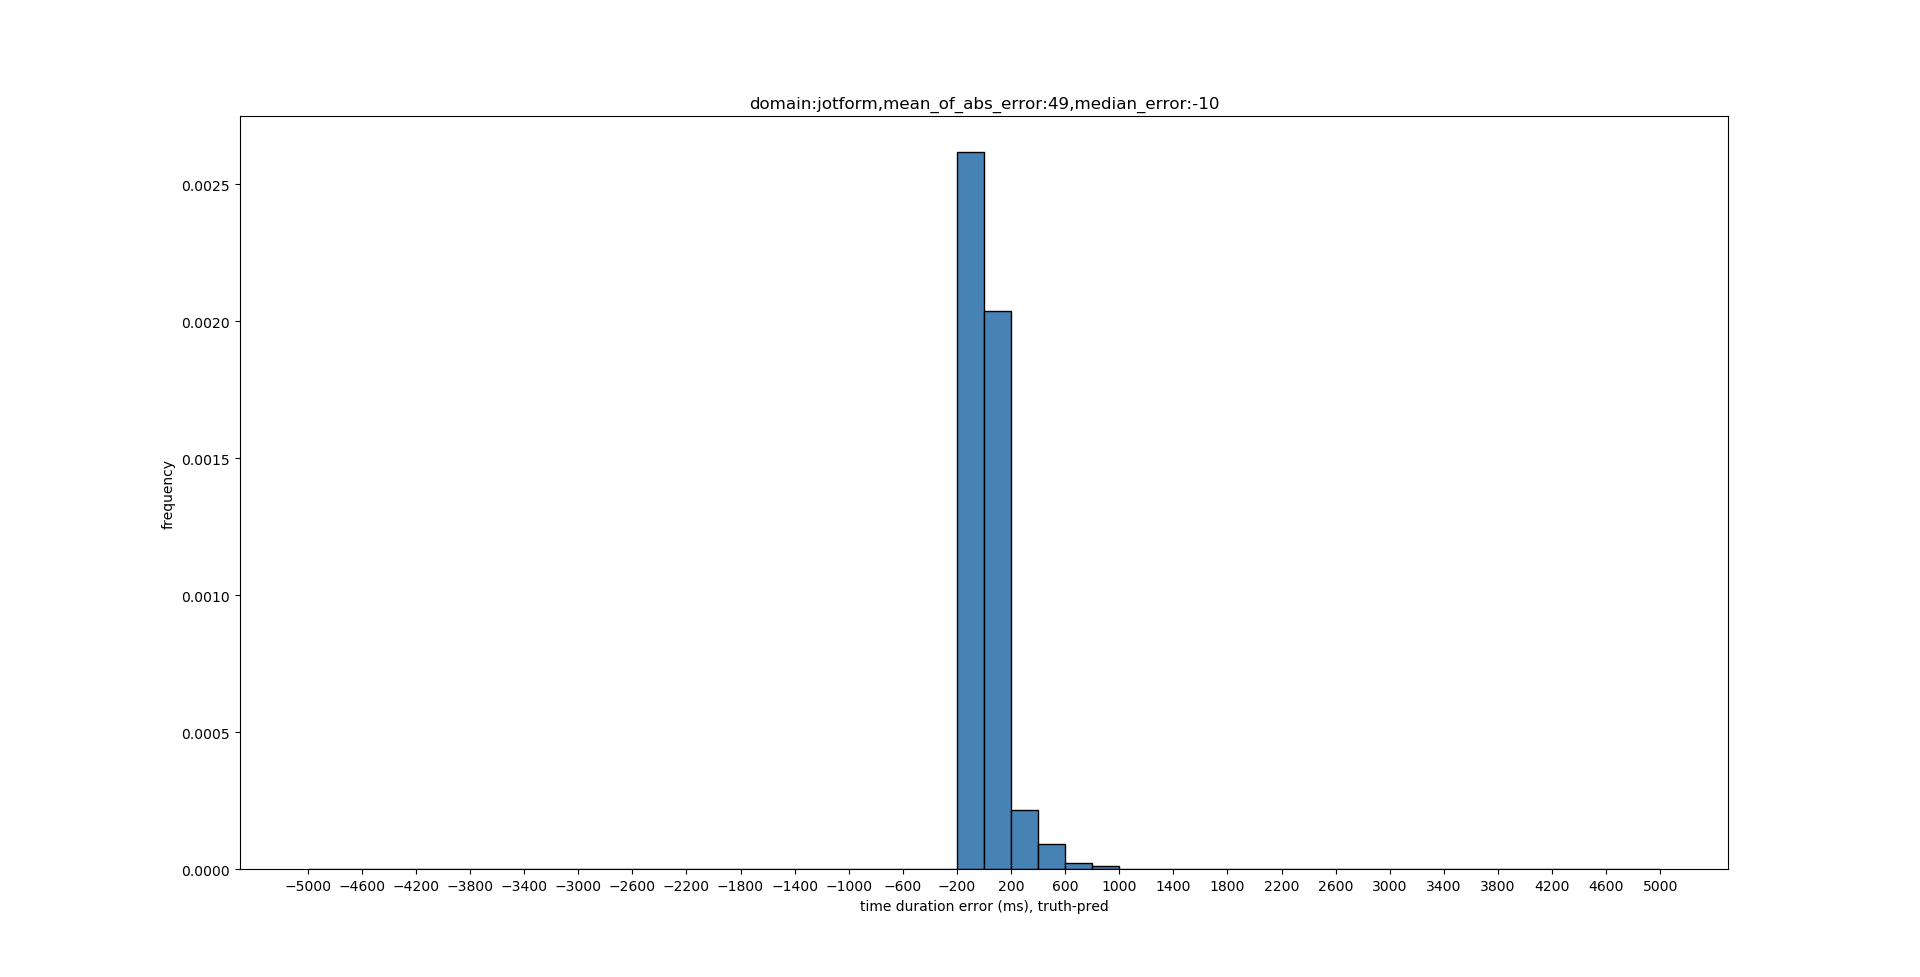 domain:jotform,mean_of_abs_error:49,median_error:-10
0.0025
0.0020
0.0015
0.0010
0.0005
0.0000
frequency
−5000 −4600 −4200 −3800 −3400 −3000 −2600 −2200 −1800 −1400 −1000 −600 −200 200 600 1000 1400 1800 2200 2600 3000 3400 3800 4200 4600 5000
time duration error (ms), truth-pred